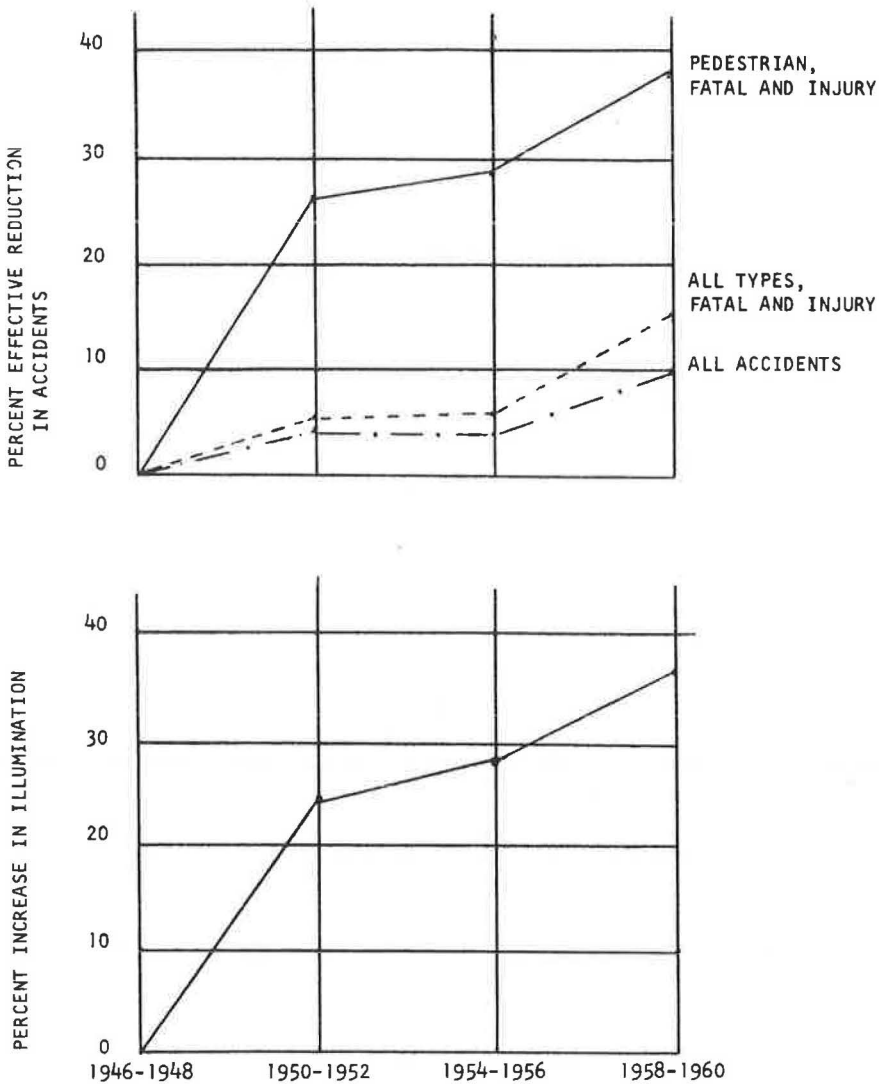 40
30
20
10
0
PERCENT EFFECTIVE REDUCTION
IN ACCIDENTS
PEDESTRIAN,
FATAL AND INJURY
ALL TYPES,
FATAL AND INJURY
ALL ACCIDENTS
40
30
20
10
0
PERCENT INCREASE IN ILLUMINATION
1946-1948 1950-1952 1954-1956 1958-1960